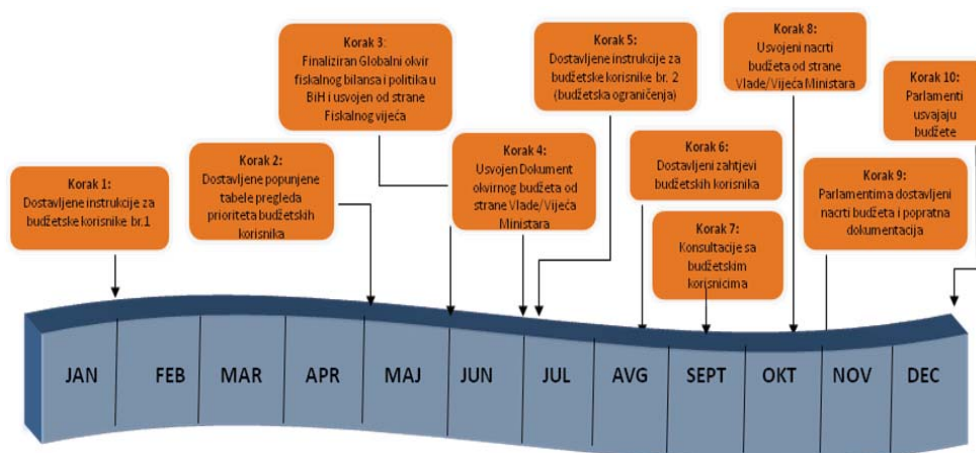 Korak 1:
Dostavljene instrukcije za
budžetske korisnike br.1
Korak 2:
Dostavljene popunjene
tabele pregleda
prioriteta budžetskih
korisnika
Korak 3:
Finaliziran Globalni okvir
fiskalnog bilansa i politika u
BiH i usvojen od strane
Fiskalnog vijeća
Korak 4:
Usvojen Dokument
okvirnog budžeta od
strane Vlade/Vijeća
Ministara
Korak 5:
Dostavljene instrukcije za
budžetske korisnike br. 2
(budžetska ograničenja)
Korak 6:
Dostavljeni zahtjevi
budžetskih korisnika
Korak 7:
Konsultacije sa
budžetskim
korisnicima
Korak 8:
Usvojeni nacrti
budžeta od strane
Vlade/Vijeća Ministara
Korak 9:
Parlamentima dostavljeni
nacrti budžeta i popratna
dokumentacija
Korak 10:
Parlamenti
usvajaju
budžete
JAN FEB MAR APR MAJ JUN JUL AVG SEPT OKT NOV DEC